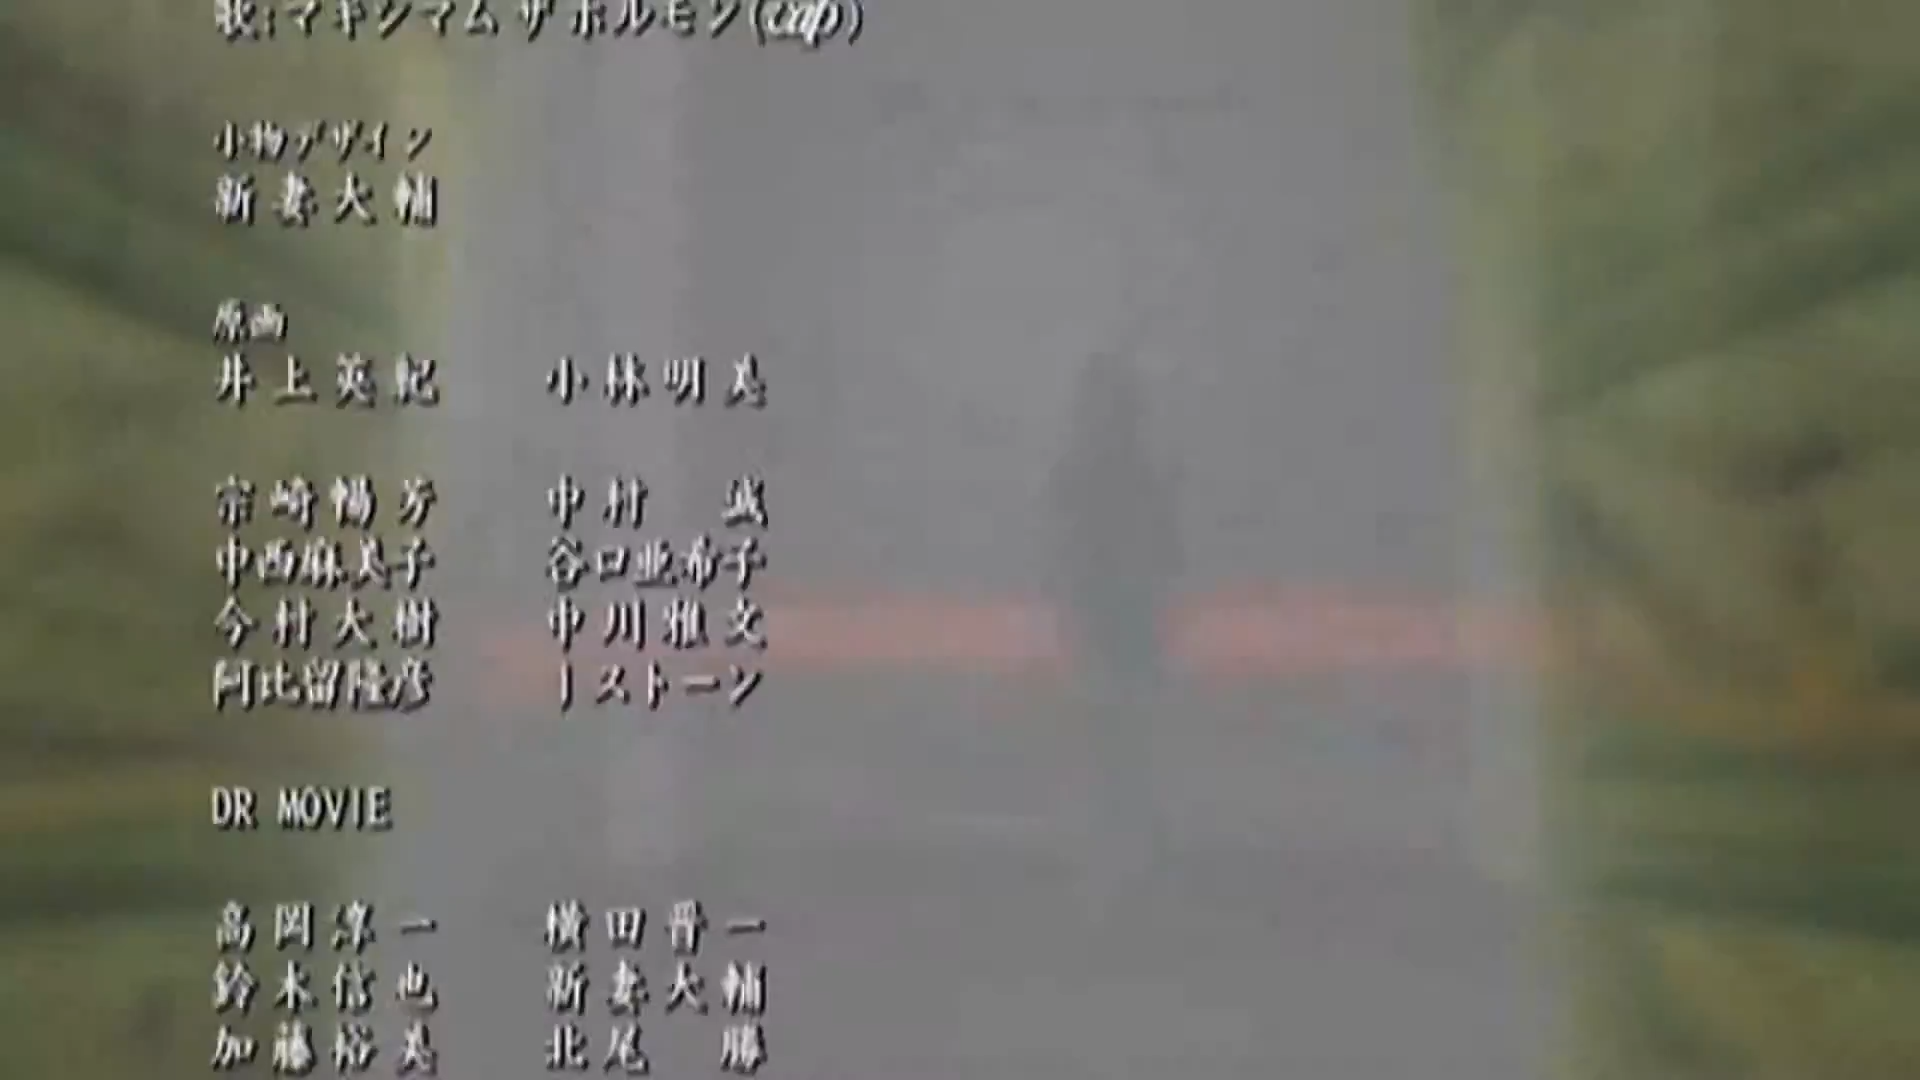 歌:マキシマム ザ ホルモン(vap)
小物デザイン
新妻大輔
原画
井上英紀 小林明美
宗崎暢芳 中村 誠
中西麻美子 谷口亜希子
今村大樹 中川雅文
阿比留隆彦 Iストーン
DR MOVIE
高岡淳一 横田晋一
鈴木信也 新妻大輔
加藤裕美 北尾 勝